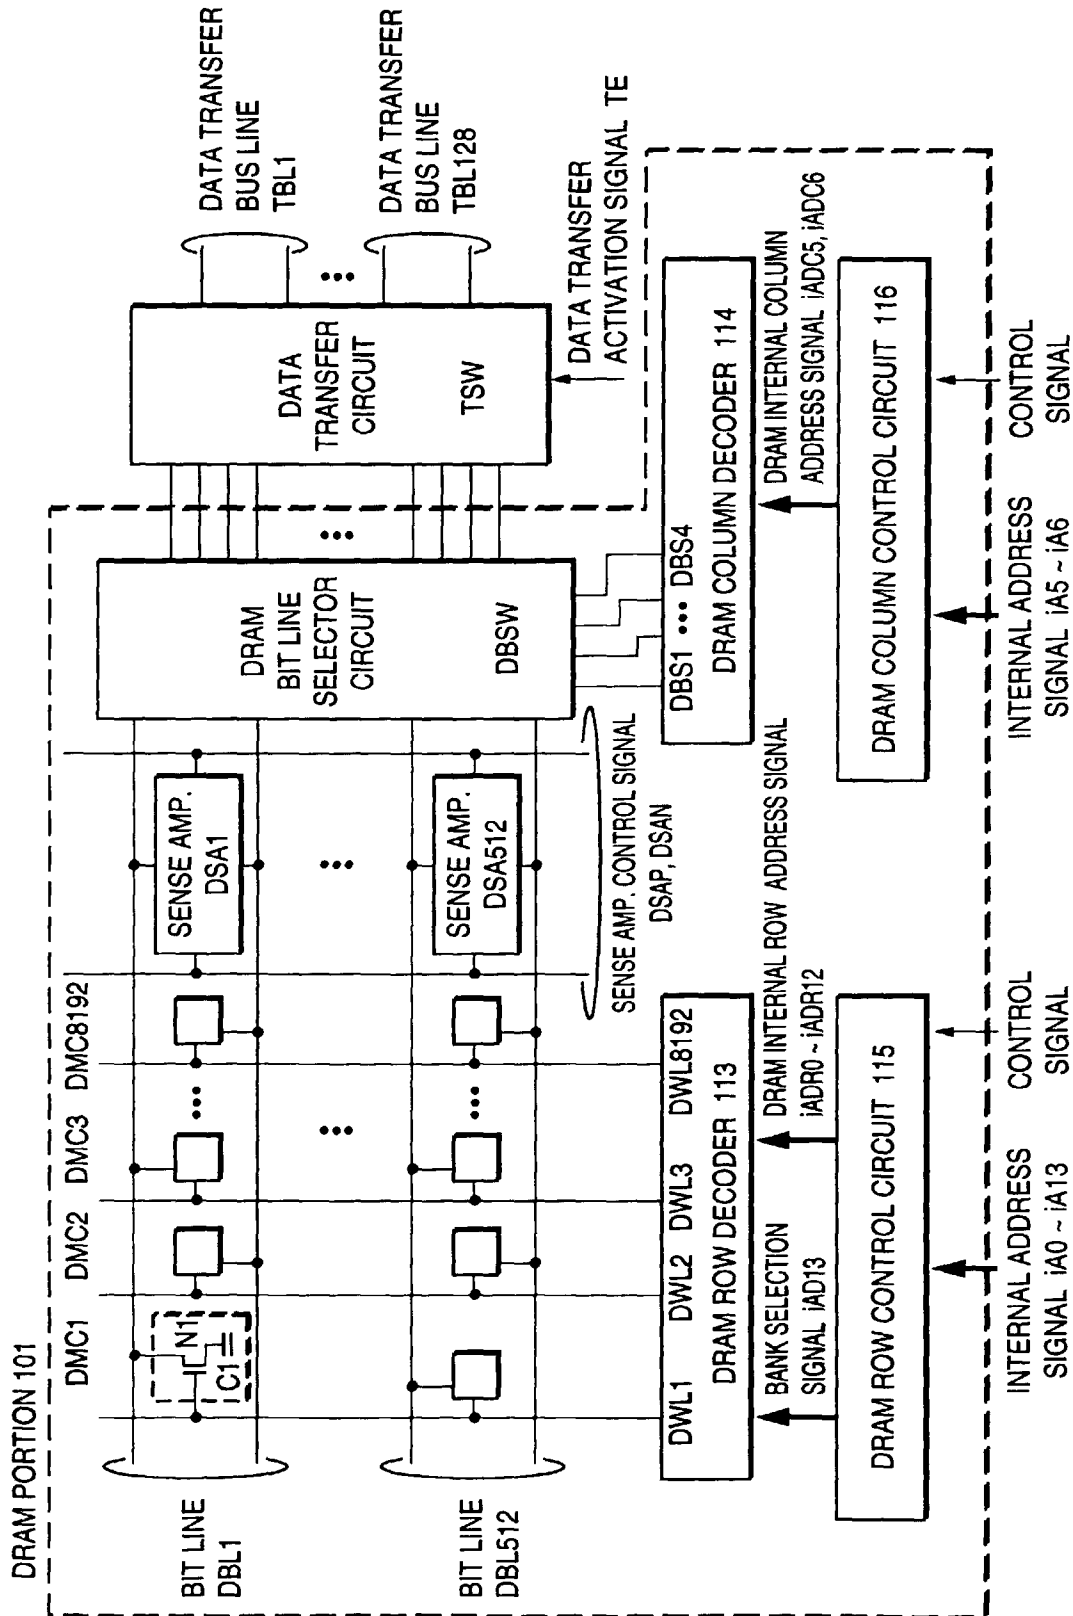 DRAM PORTION 101
DMC1
DMC2
DMC3
DMC8192
N1
C1
BIT LINE
DBL1
BIT LINE
DBL512
SENSE AMP.
DSA1
SENSE AMP.
DSA512
SENSE AMP. CONTROL SIGNAL
DSAP, DSAN
DRAM
BIT LINE
SELECTOR
CIRCUIT
DBSW
DATA
TRANSFER
CIRCUIT
TSW
DATA TRANSFER
BUS LINE
TBL1
DATA TRANSFER
BUS LINE
TBL128
DATA TRANSFER
ACTIVATION SIGNAL TE
DWL1
DWL2
DWL3
DWL8192
DRAM ROW DECODER 113
DBS1 ••• DBS4
DRAM COLUMN DECODER 114
BANK SELECTION
SIGNAL iAD13
DRAM INTERNAL ROW ADDRESS SIGNAL
iADR0 ~ iADR12
DRAM INTERNAL COLUMN
ADDRESS SIGNAL iADC5, iADC6
DRAM ROW CONTROL CIRCUIT 115
DRAM COLUMN CONTROL CIRCUIT 116
INTERNAL ADDRESS
SIGNAL iA0 ~ iA13
CONTROL
SIGNAL
INTERNAL ADDRESS
SIGNAL iA5 ~ iA6
CONTROL
SIGNAL